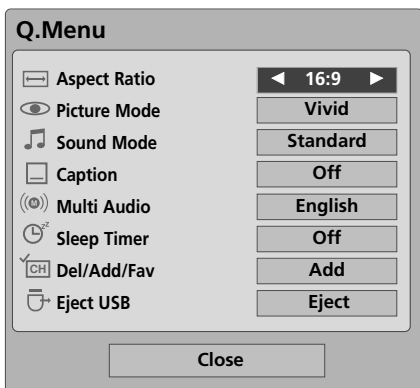 Q.Menu
Aspect Ratio ◄ 16:9 ►
Picture Mode Vivid
Sound Mode Standard
Caption Off
((M)) Multi Audio English
zz Sleep Timer Off
CH Del/Add/Fav Add
Eject USB Eject
Close